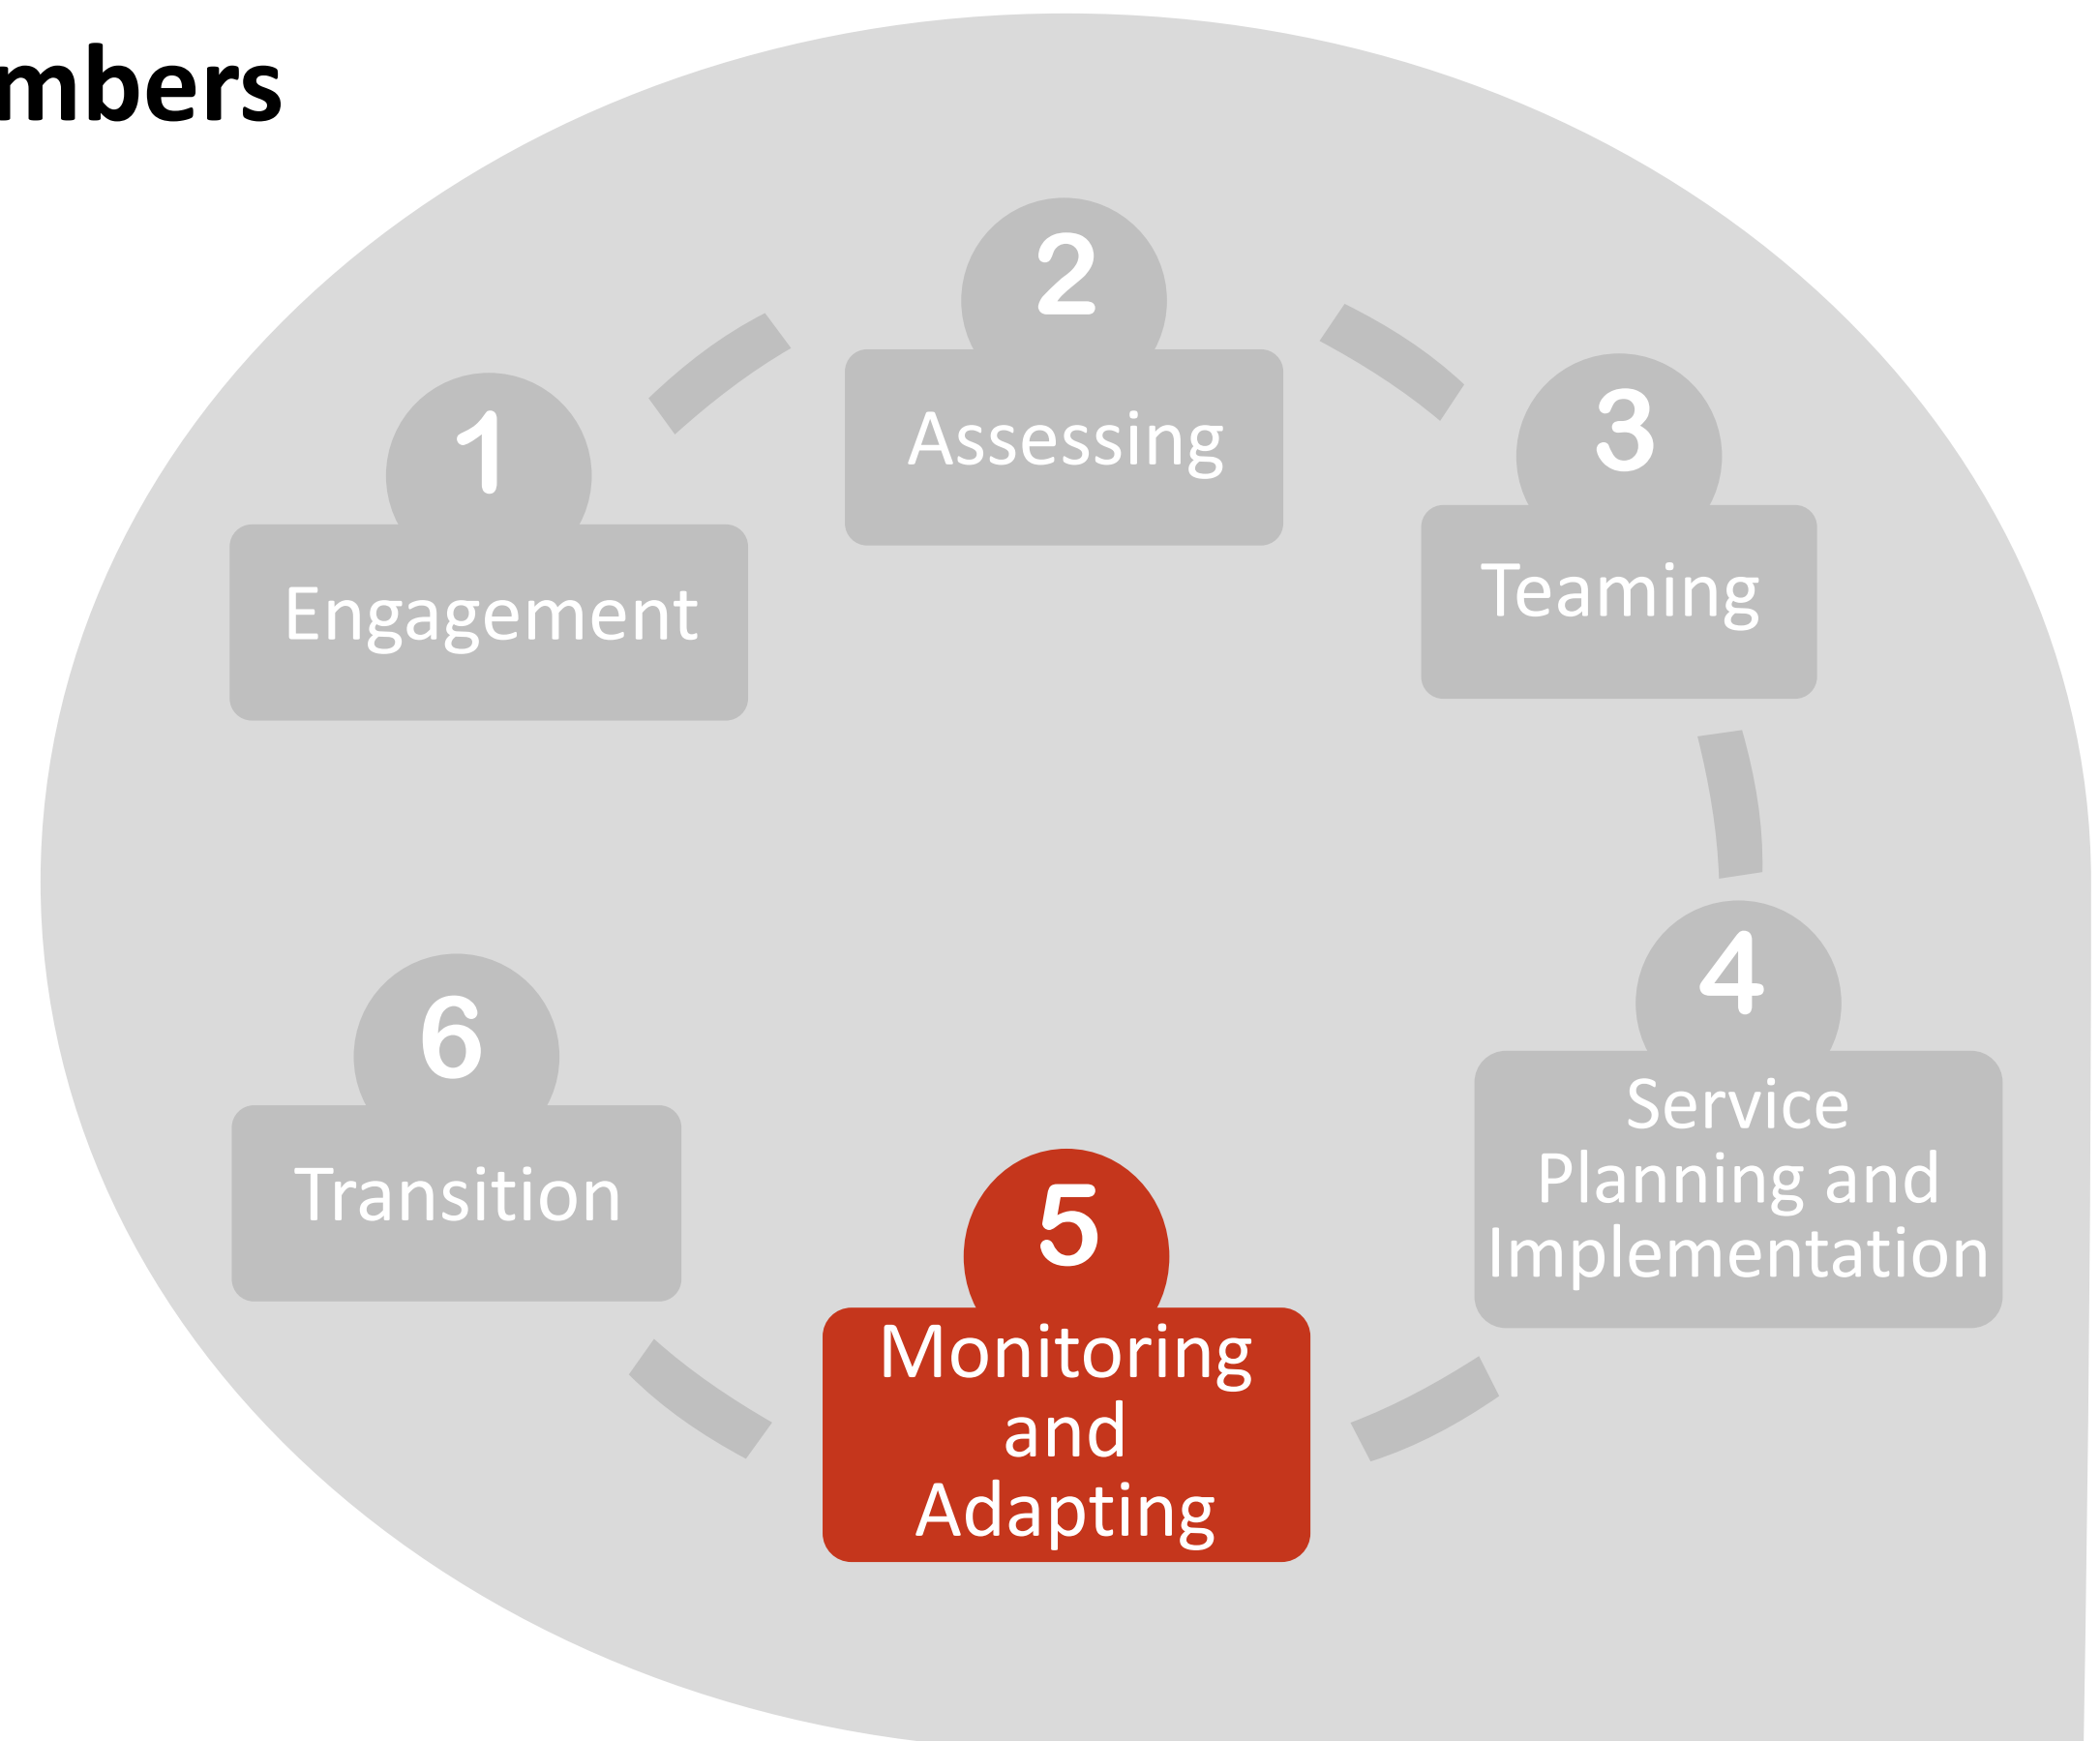 mbers
1
Engagement
2
Assessing
3
Teaming
4
Service
Planning and
Implementation
5
Monitoring
and
Adapting
6
Transition